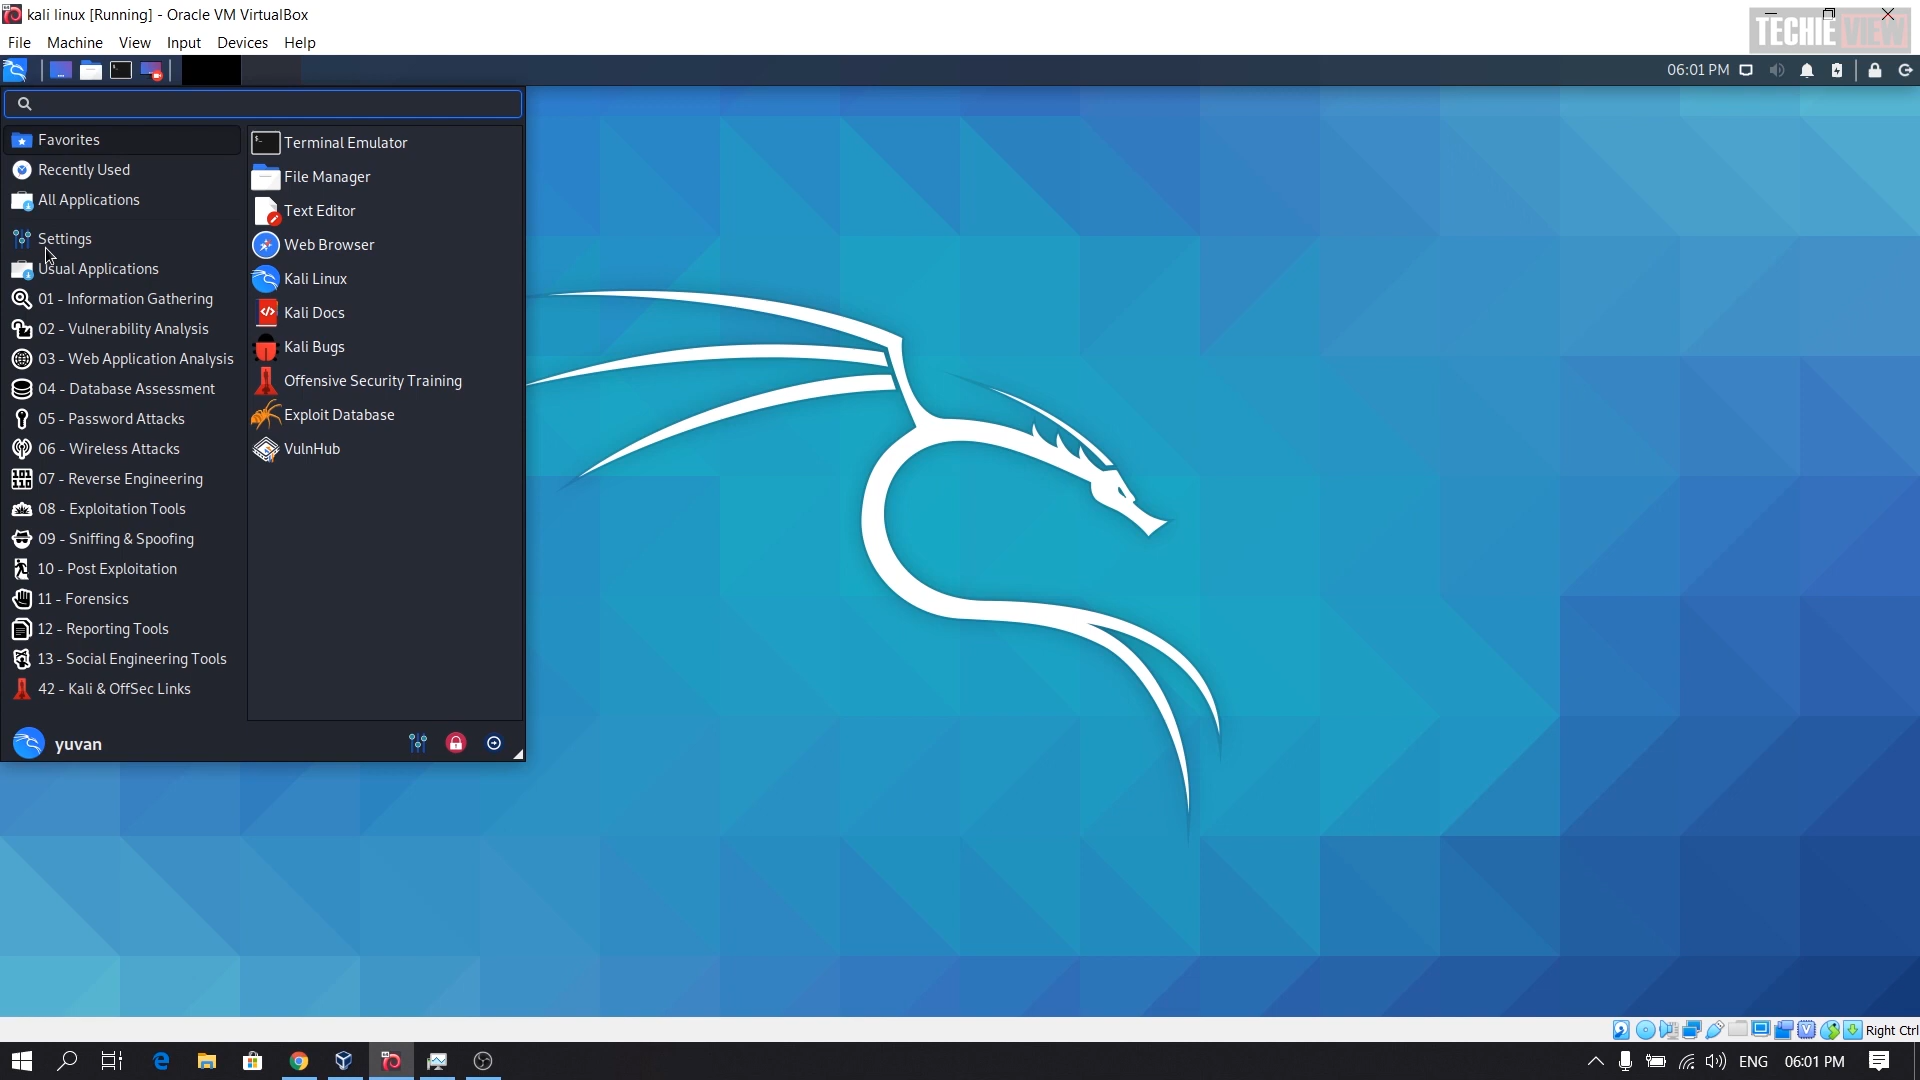 kali linux [Running] - Oracle VM VirtualBox
TECHIE VIEW
File Machine View Input Devices Help
06:01 PM
Favorites
Recently Used
All Applications
Settings
Usual Applications
01 - Information Gathering
02 - Vulnerability Analysis
03 - Web Application Analysis
04 - Database Assessment
05 - Password Attacks
06 - Wireless Attacks
07 - Reverse Engineering
08 - Exploitation Tools
09 - Sniffing & Spoofing
10 - Post Exploitation
11 - Forensics
12 - Reporting Tools
13 - Social Engineering Tools
42 - Kali & OffSec Links
Terminal Emulator
File Manager
Text Editor
Web Browser
Kali Linux
Kali Docs
Kali Bugs
Offensive Security Training
Exploit Database
VulnHub
yuvan
Right Ctrl
ENG 06:01 PM